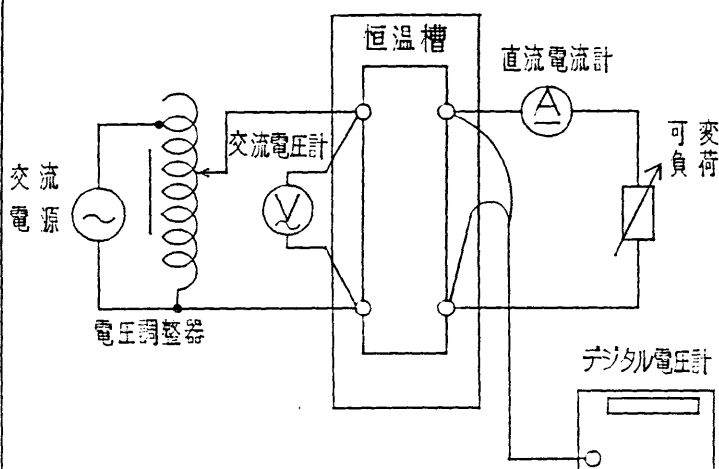 恒温槽
直流電流計
A
可変
負荷
交流電圧計
交流
電源
V
電圧調整器
デジタル電圧計